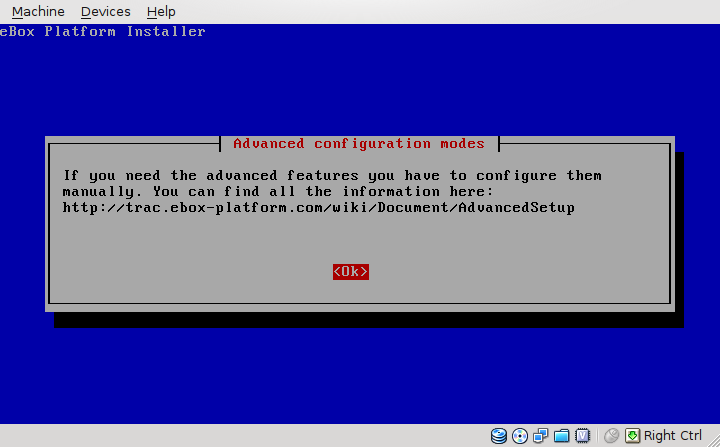 Machine Devices Help
eBox Platform Installer
Advanced configuration modes
If you need the advanced features you have to configure them
manually. You can find all the information here:
http://trac.ebox-platform.com/wiki/Document/AdvancedSetup
<Ok>
V
Right Ctrl